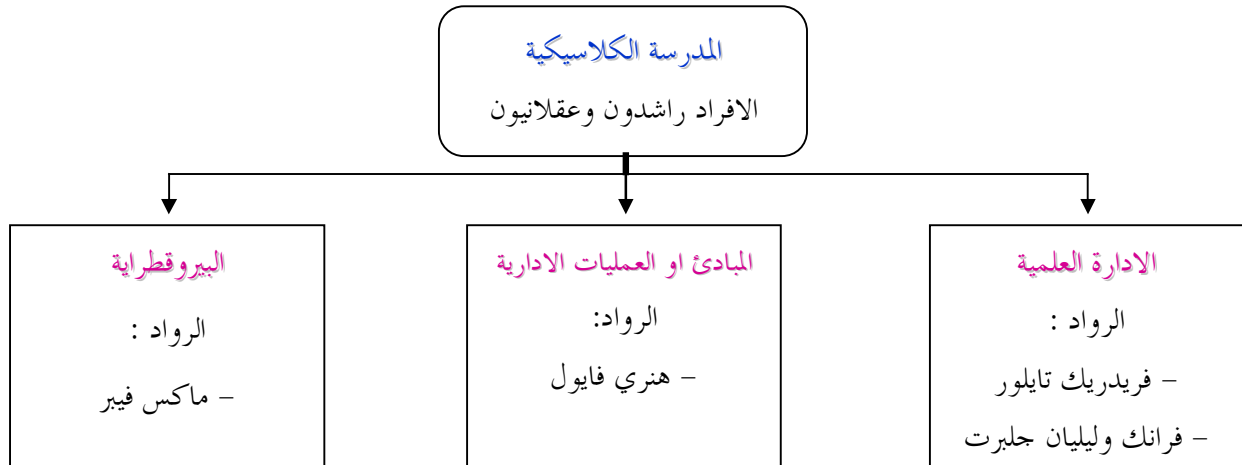 المدرسة الكلاسيكية
الافراد راشدون وعقلانيون
الادارة العلمية
الرواد :
– فريدريك تايلور
– فرانك وليليان جلبرت
المبادئ او العمليات الادارية
الرواد:
– هنري فايول
البيروقطراية
الرواد :
– ماكس فيبر